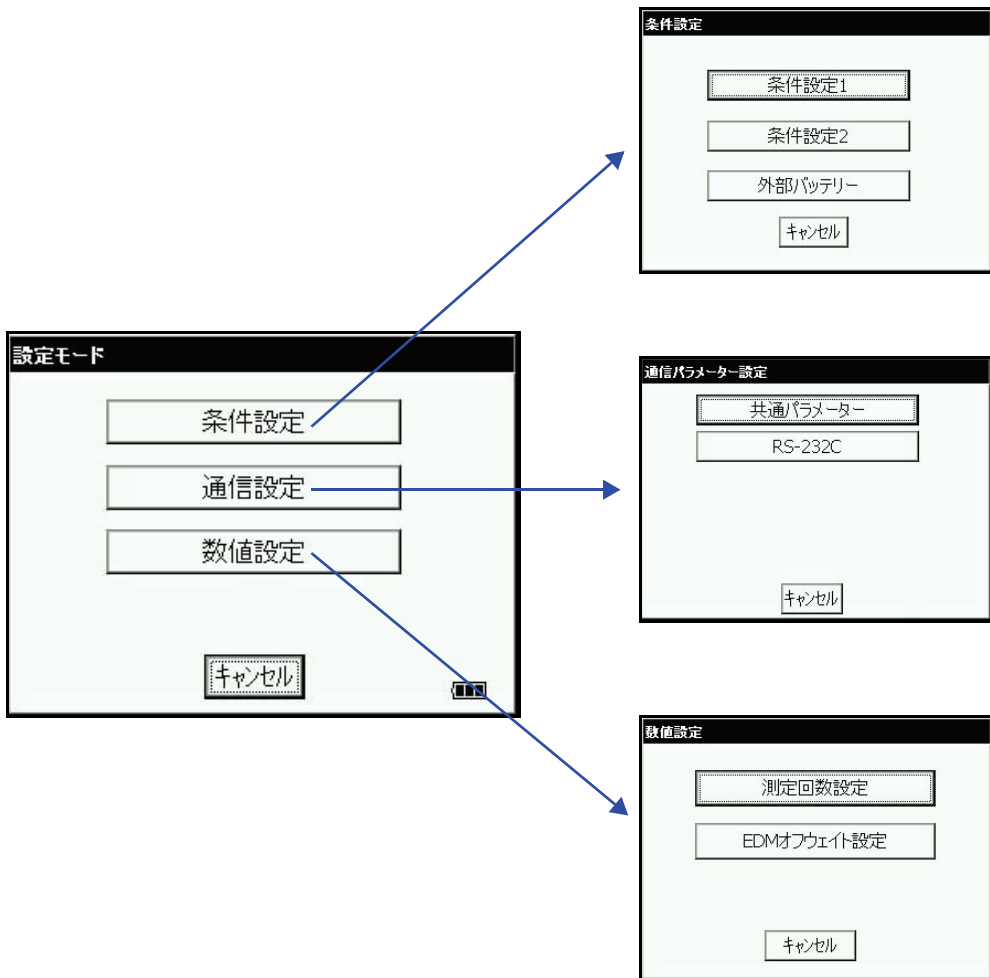 設定モード
条件設定
通信設定
数値設定
キャンセル
条件設定
条件設定1
条件設定2
外部バッテリー
キャンセル
通信パラメーター設定
共通パラメーター
RS-232C
キャンセル
数値設定
測定回数設定
EDMオフウェイト設定
キャンセル